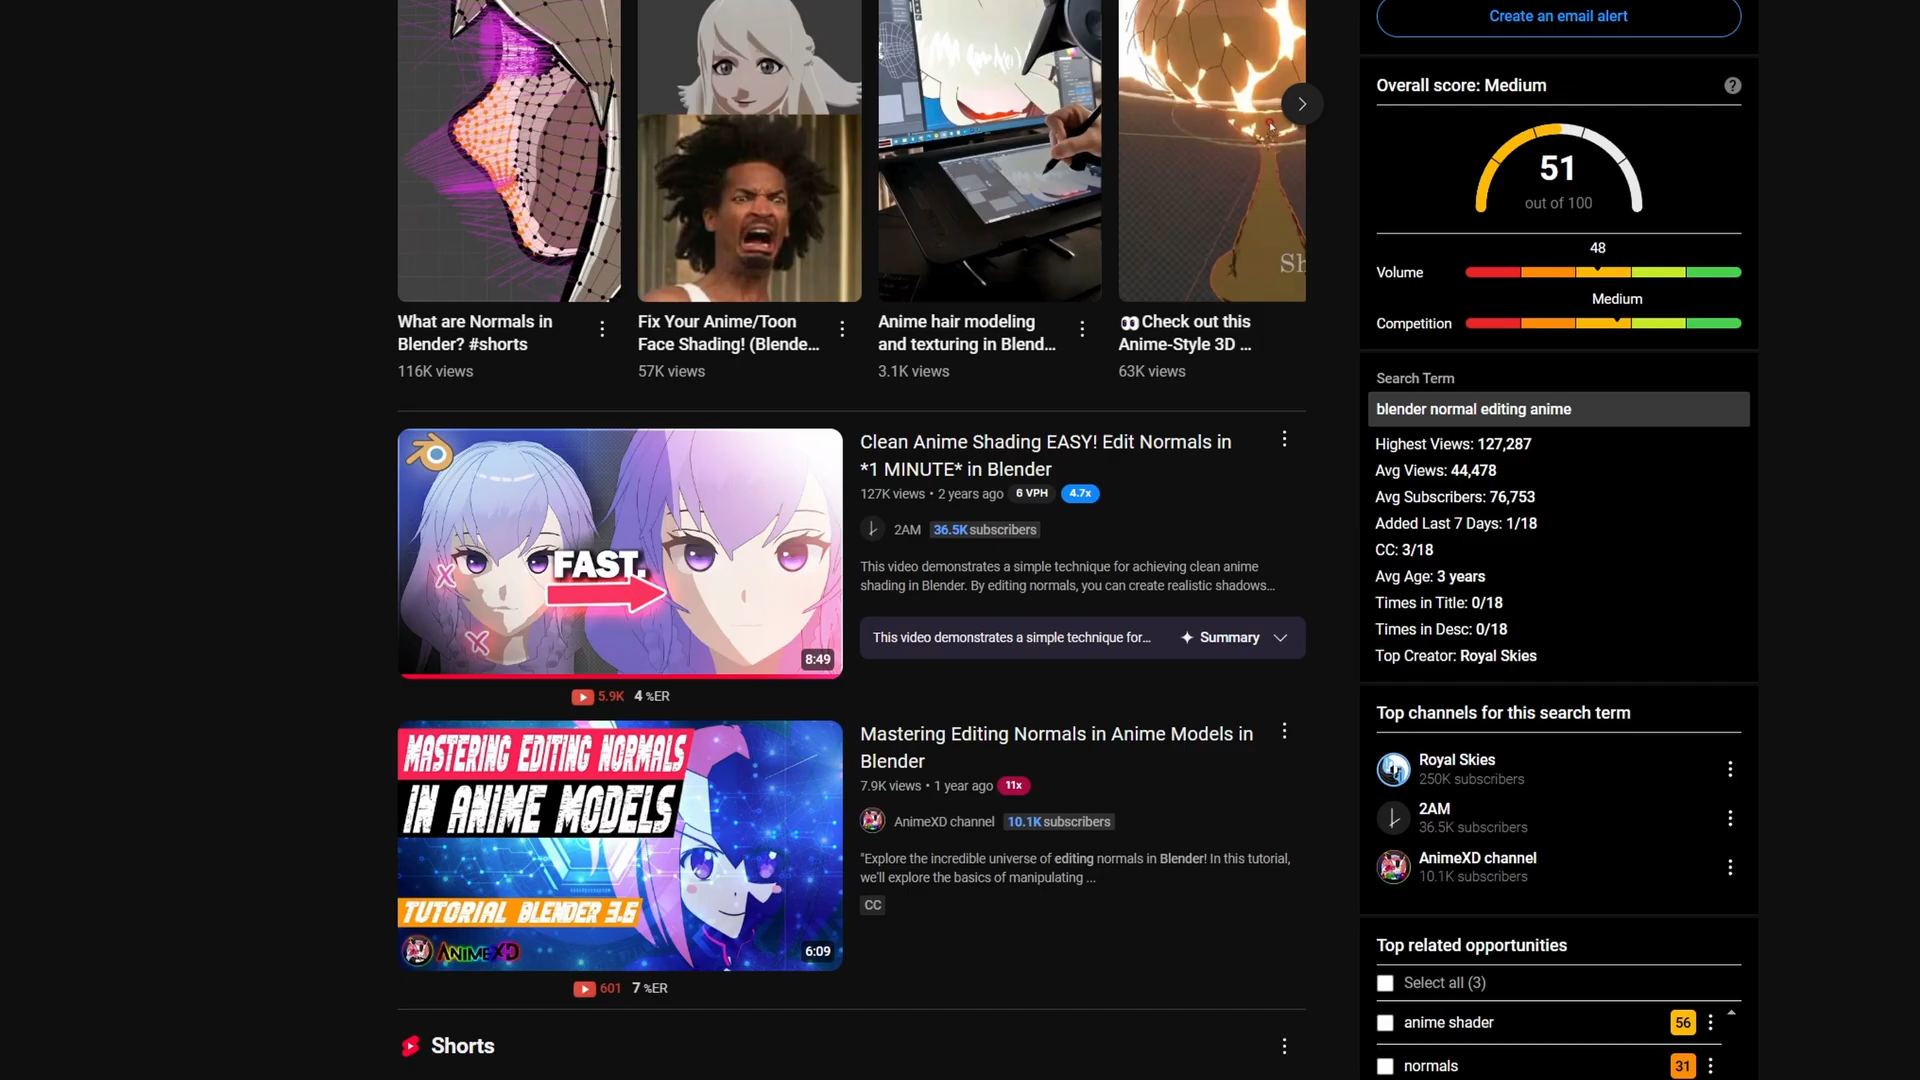 Create an email alert
Overall score: Medium
?
51
out of 100
48
Volume
Medium
Competition
Sh
What are Normals in
Blender? #shorts
116K views
Fix Your Anime/Toon
Face Shading! (Blende...
57K views
Anime hair modeling
and texturing in Blend...
3.1K views
👀Check out this
Anime-Style 3D ...
63K views
FAST.
8:49
Clean Anime Shading EASY! Edit Normals in
*1 MINUTE* in Blender
127K views • 2 years ago 6 VPH 4.7x
2AM 36.5K subscribers
This video demonstrates a simple technique for achieving clean anime
shading in Blender. By editing normals, you can create realistic shadows...
This video demonstrates a simple technique for... Summary
5.9K 4 %ER
MASTERING EDITING NORMALS
IN ANIME MODELS
TUTORIAL BLENDER 3.6
ANIMEXD
6:09
Mastering Editing Normals in Anime Models in
Blender
7.9K views • 1 year ago 11x
AnimeXD channel 10.1K subscribers
"Explore the incredible universe of editing normals in Blender! In this tutorial,
we'll explore the basics of manipulating ...
CC
601 7 %ER
Shorts
Search Term
blender normal editing anime
Highest Views: 127,287
Avg Views: 44,478
Avg Subscribers: 76,753
Added Last 7 Days: 1/18
CC: 3/18
Avg Age: 3 years
Times in Title: 0/18
Times in Desc: 0/18
Top Creator: Royal Skies
Top channels for this search term
Royal Skies
250K subscribers
2AM
36.5K subscribers
AnimeXD channel
10.1K subscribers
Top related opportunities
Select all (3)
anime shader 56
normals 31